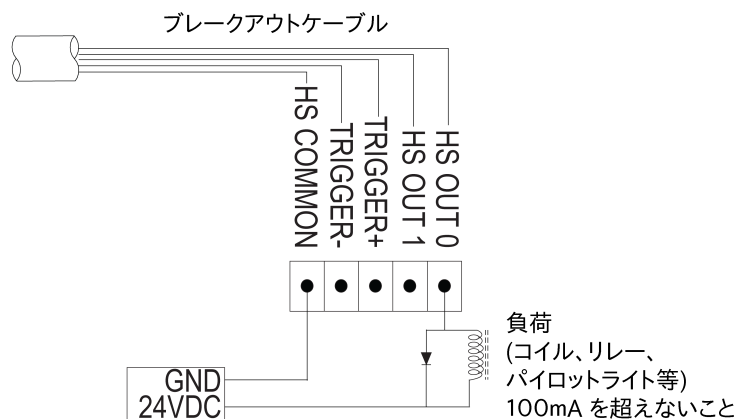 ブレークアウトケーブル
HS COMMON
TRIGGER-
TRIGGER+
HS OUT 1
HS OUT 0
負荷
(コイル、リレー、
パイロットライト等)
100mA を超えないこと
GND
24VDC